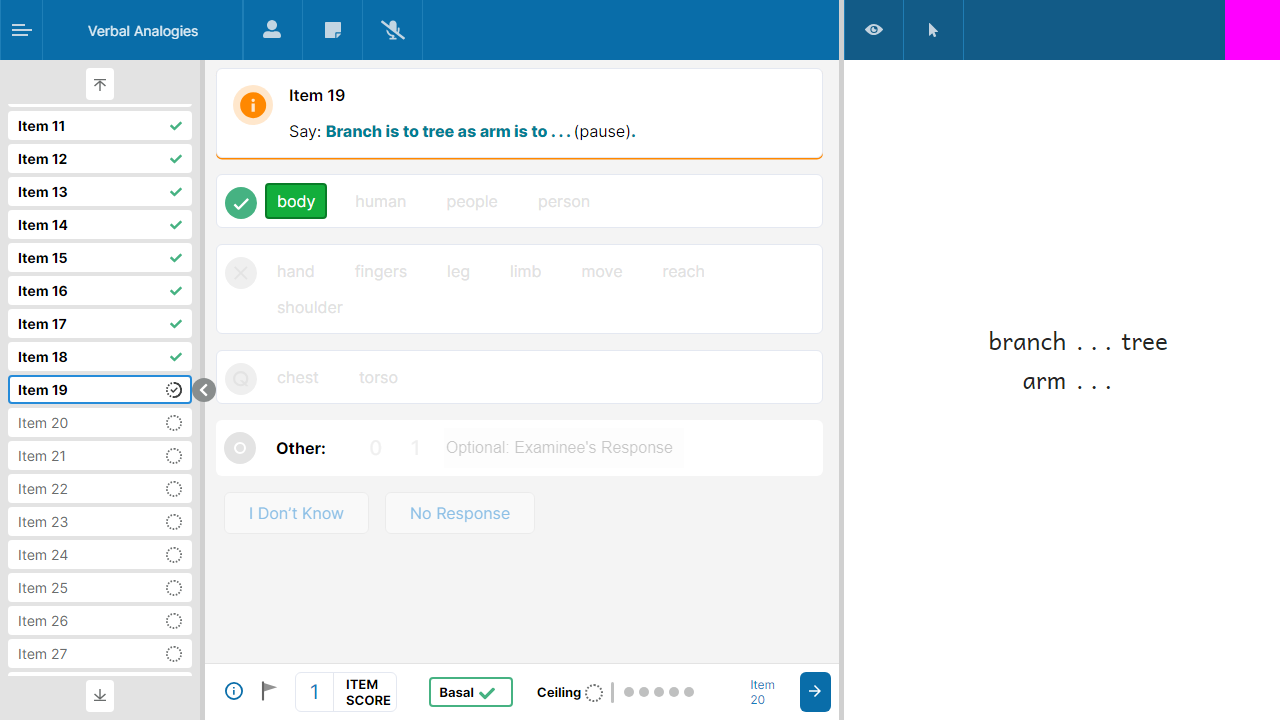 Verbal Analogies
Item 11
Item 12
Item 13
Item 14
Item 15
Item 16
Item 17
Item 18
Item 19
Item 20
Item 21
Item 22
Item 23
Item 24
Item 25
Item 26
Item 27
Item 19
Say: Branch is to tree as arm is to . . . (pause).
body human people person
hand fingers leg limb move reach
shoulder
Q chest torso
O Other: 0 1 Optional: Examinee's Response
I Don't Know No Response
1 ITEM SCORE
Basal
Ceiling
Item 20
branch . . . tree
arm . . .